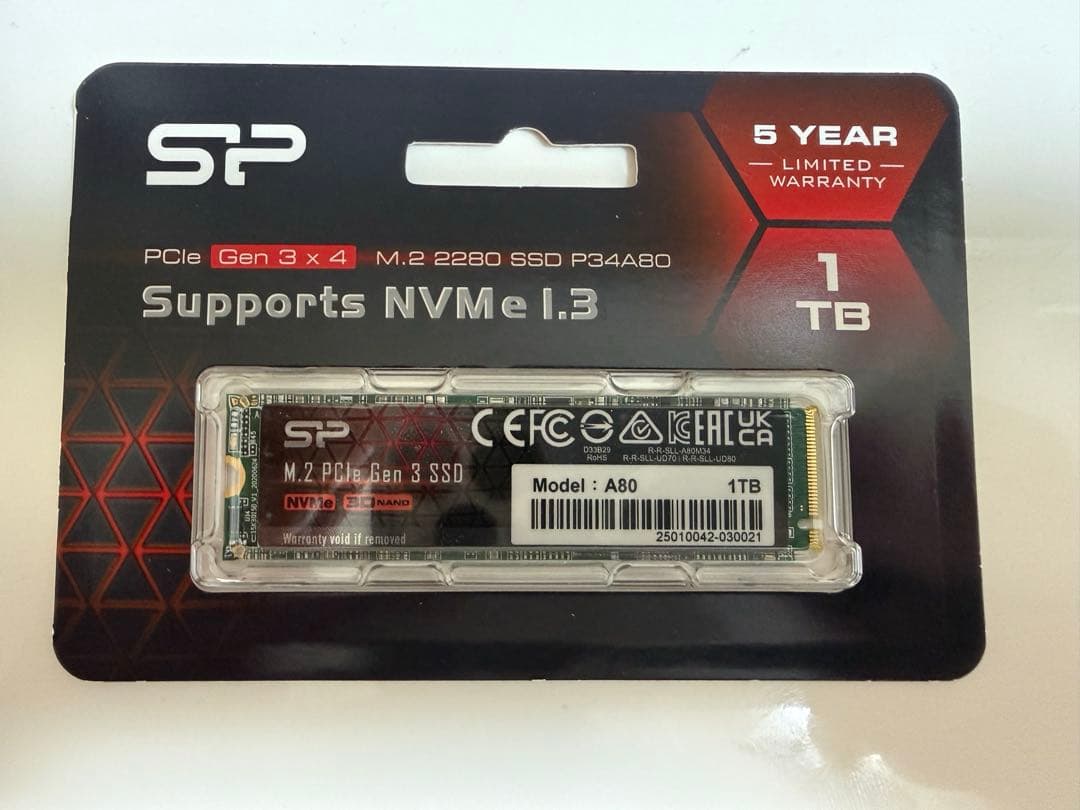 SP
5 YEAR
LIMITED
WARRANTY
PCIe Gen 3 x 4 M.2 2280 SSD P34A80
Supports NVMe 1.3
1
TB
SP
CE FC EAC UK
CA
D33B29
RoHS
R-R-SLL-A80M34
R-R-SLL-UD70 | R-R-SLL-UD80
M.2 PCIe Gen 3 SSD
NVMe 3D NAND
Model : A80 1TB
25010042-030021
Warranty void if removed